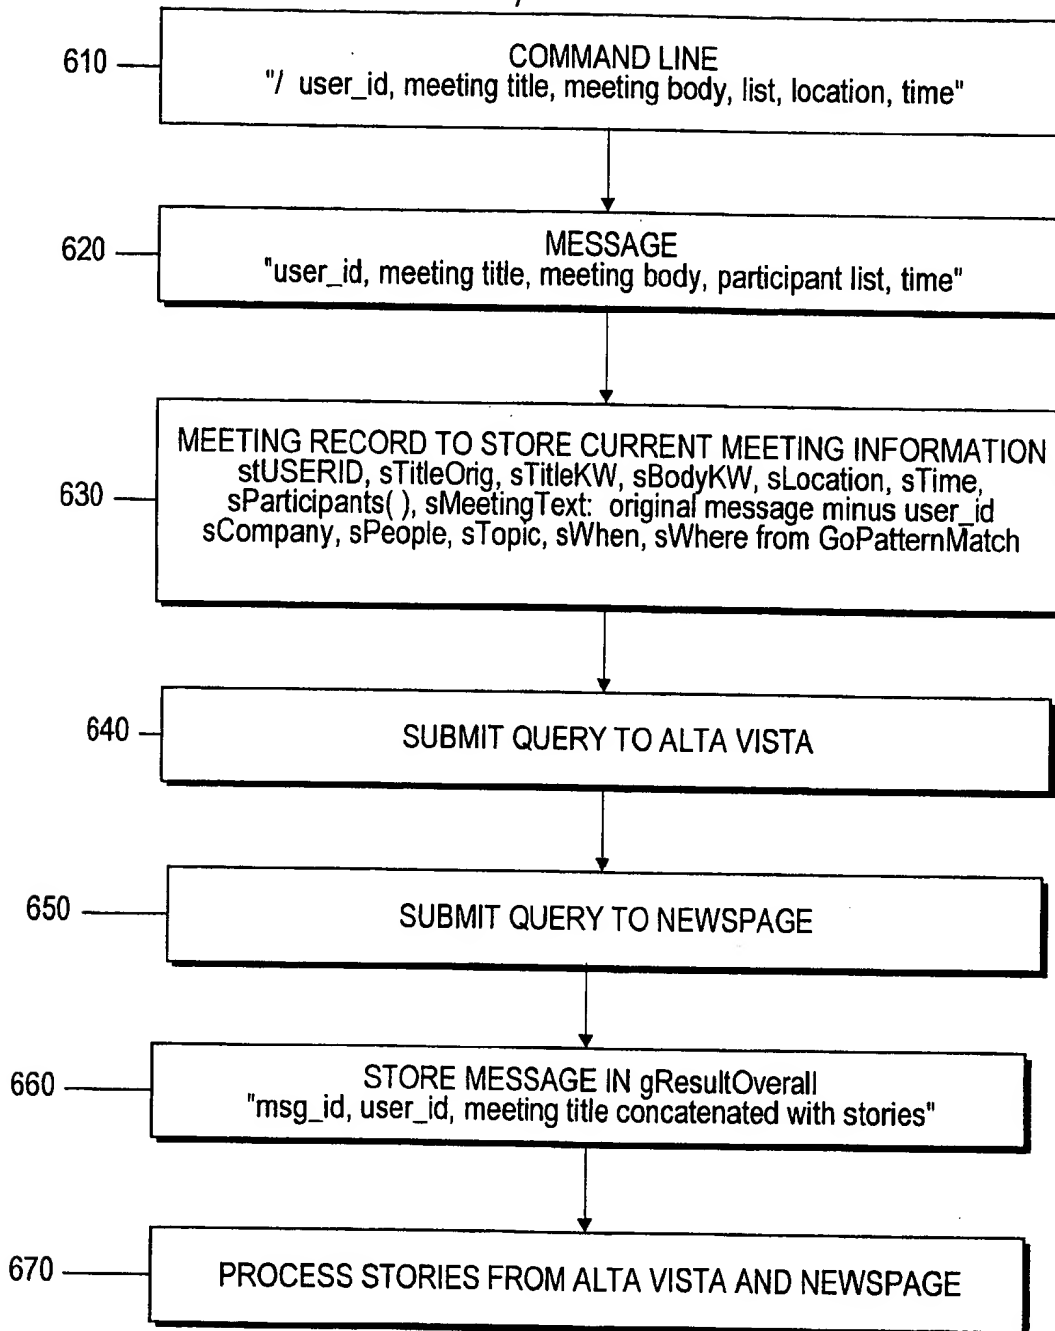 610
COMMAND LINE
"/ user_id, meeting title, meeting body, list, location, time"
620
MESSAGE
"user_id, meeting title, meeting body, participant list, time"
630
MEETING RECORD TO STORE CURRENT MEETING INFORMATION
stUSERID, sTitleOrig, sTitleKW, sBodyKW, sLocation, sTime,
sParticipants( ), sMeetingText: original message minus user_id
sCompany, sPeople, sTopic, sWhen, sWhere from GoPatternMatch
640
SUBMIT QUERY TO ALTA VISTA
650
SUBMIT QUERY TO NEWSPAGE
660
STORE MESSAGE IN gResultOverall
"msg_id, user_id, meeting title concatenated with stories"
670
PROCESS STORIES FROM ALTA VISTA AND NEWSPAGE